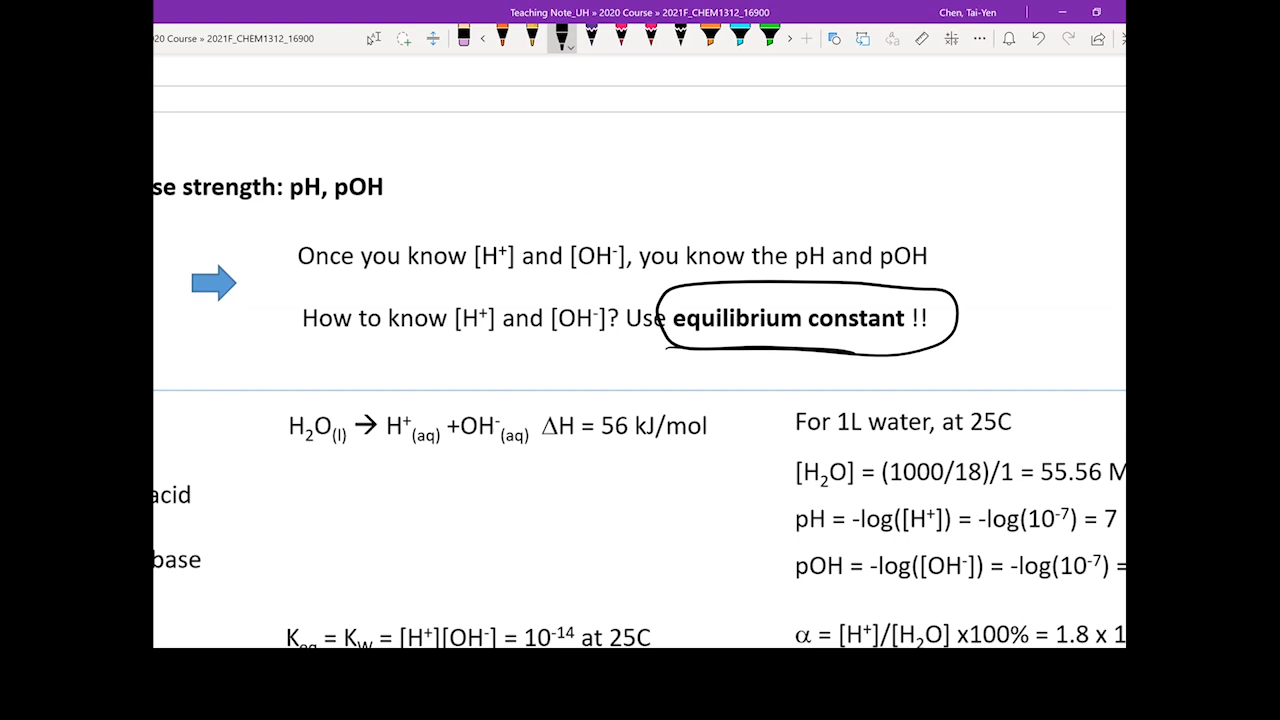 Teaching Note_UH » 2020 Course » 2021F_CHEM1312_16900
Chen, Tai-Yen
20 Course » 2021F_CHEM1312_16900
se strength: pH, pOH
Once you know [H⁺] and [OH⁻], you know the pH and pOH
How to know [H⁺] and [OH⁻]? Use equilibrium constant !!
H₂O₍l₎ → H⁺₍aq₎ +OH⁻₍aq₎ ΔH = 56 kJ/mol
For 1L water, at 25C
[H₂O] = (1000/18)/1 = 55.56 M
acid
pH = -log([H⁺]) = -log(10⁻⁷) = 7
base
pOH = -log([OH⁻]) = -log(10⁻⁷) =
Keq = KW = [H⁺][OH⁻] = 10⁻¹⁴ at 25C
α = [H⁺]/[H₂O] x100% = 1.8 x 1